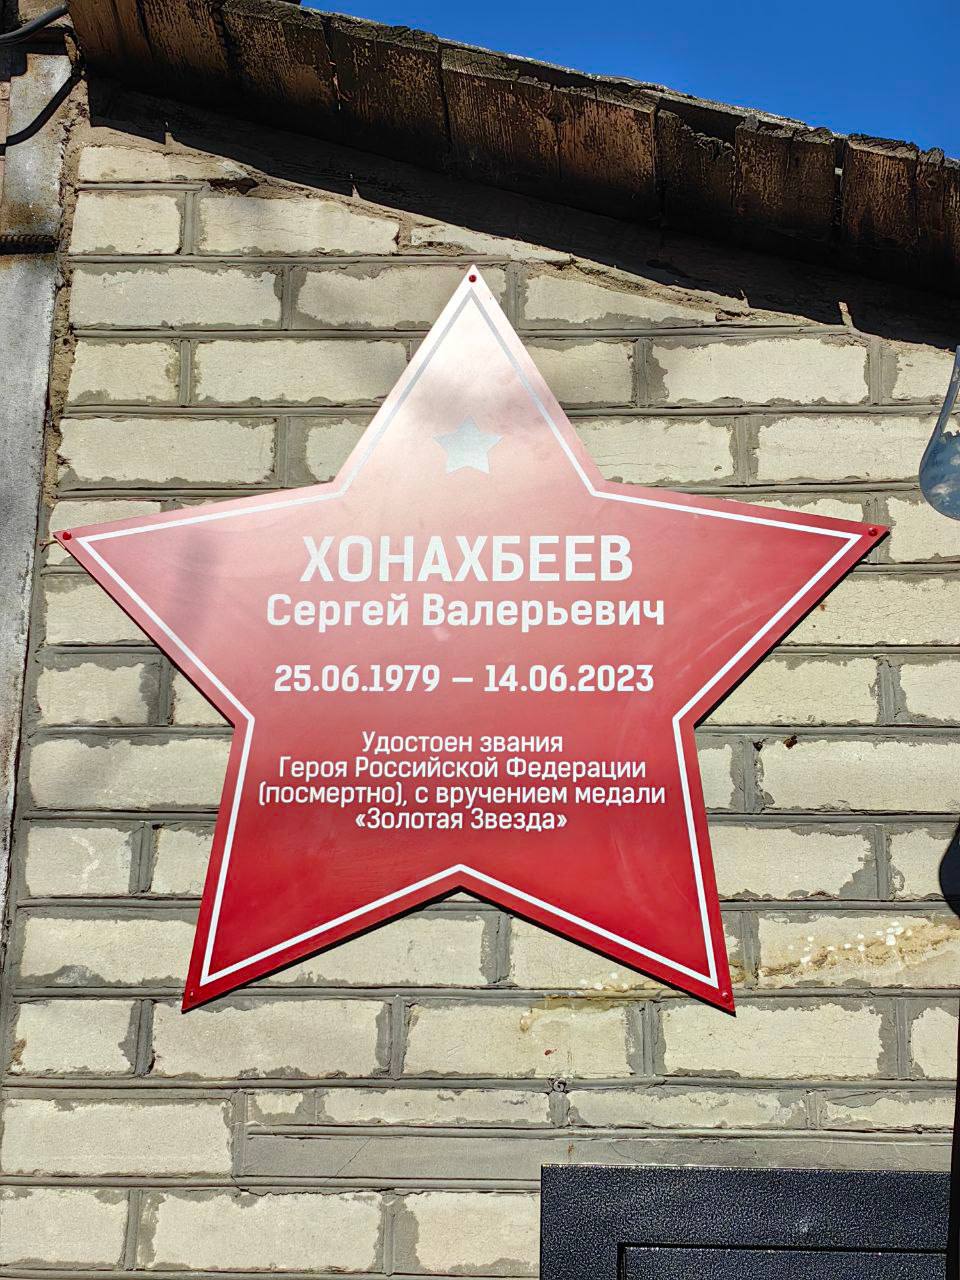 ХОНАХБЕЕВ
Сергей Валерьевич
25.06.1979 – 14.06.2023
Удостоен звания
Героя Российской Федерации
(посмертно), с вручением медали
«Золотая Звезда»